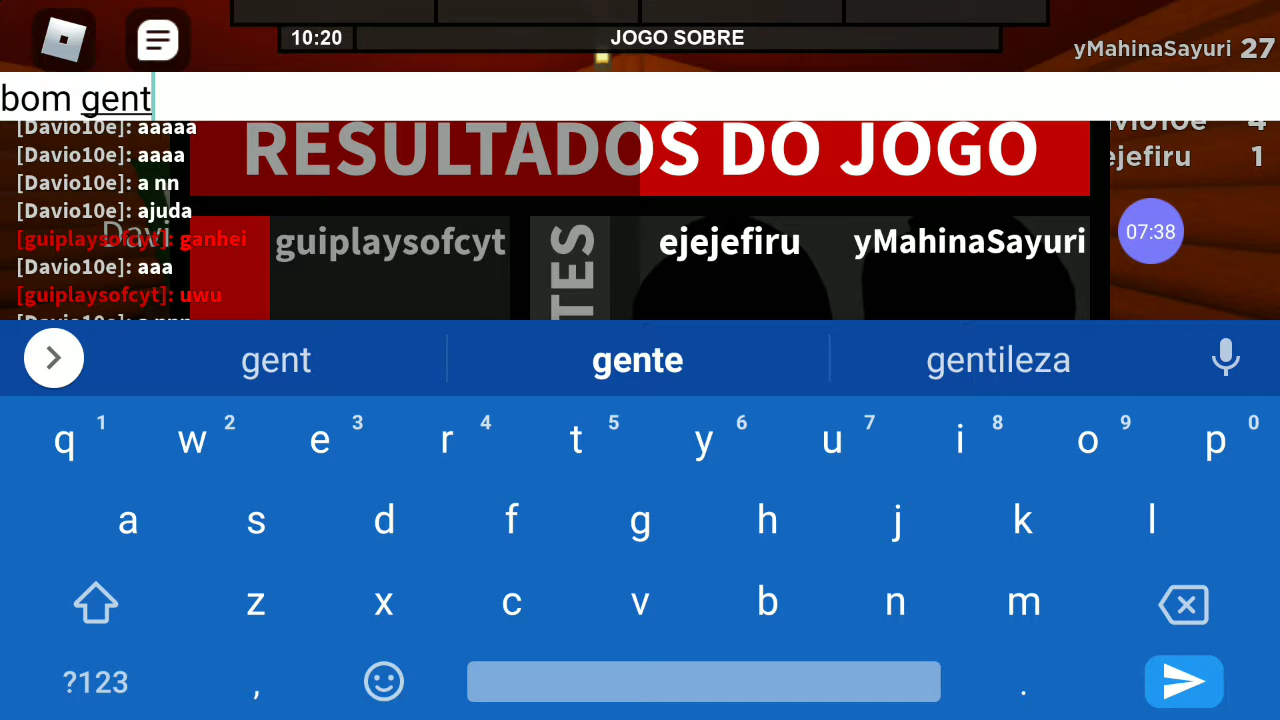 10:20 JOGO SOBRE
yMahinaSayuri 27
bom gent
[Davio10e]: aaaaa
[Davio10e]: aaaa
[Davio10e]: a nn
[Davio10e]: ajuda
[guiplaysofcyt]: ganhei
[Davio10e]: aaa
[guiplaysofcyt]: uwu
RESULTADOS DO JOGO
Davi
guiplaysofcyt
TES
ejejefiru
yMahinaSayuri
ejefiru 1
07:38
gent gente gentileza
q 1 w 2 e 3 r 4 t 5 y 6 u 7 i 8 o 9 p 0
a s d f g h j k l
z x c v b n m
?123 , .